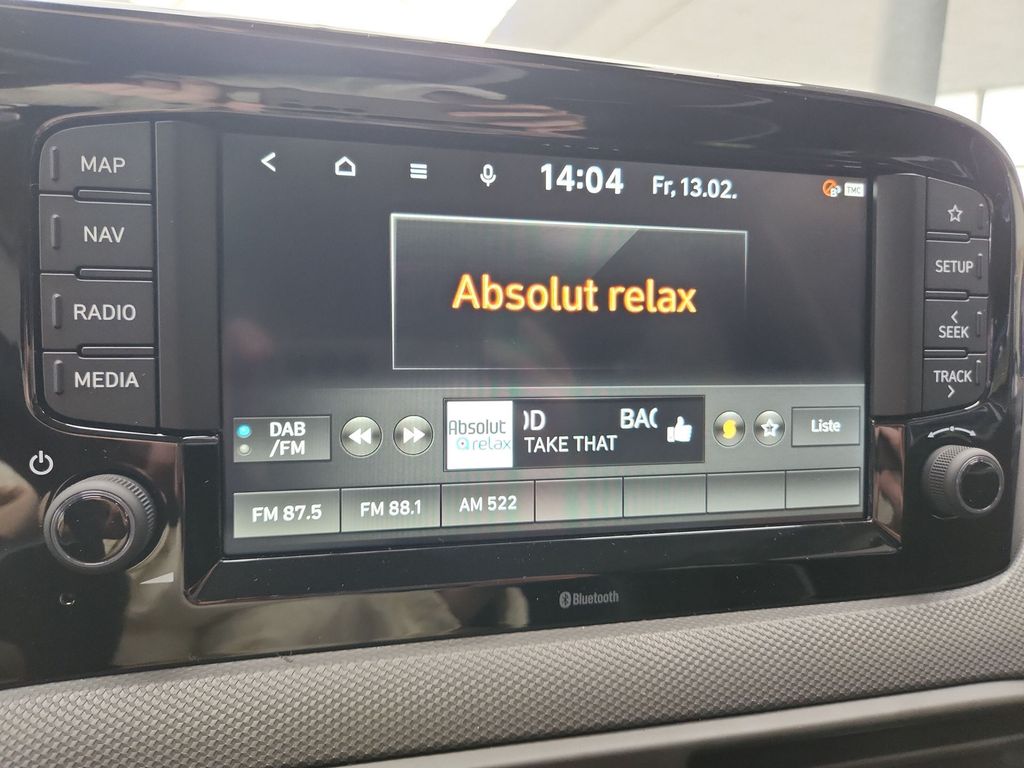 MAP
NAV
RADIO
MEDIA
14:04 Fr, 13.02.
TMC
Absolut relax
SETUP
SEEK
TRACK
DAB
/FM
Absolut
relax
BAC
TAKE THAT
Liste
FM 87.5 FM 88.1 AM 522
Bluetooth